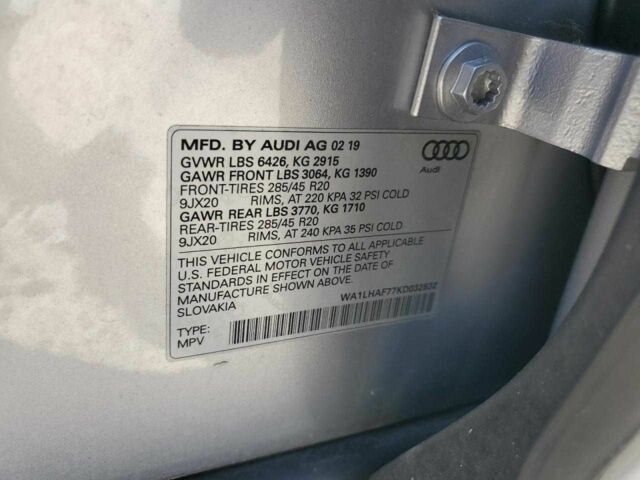 MFD. BY AUDI AG 02 19
GVWR LBS 6426, KG 2915
GAWR FRONT LBS 3064, KG 1390
FRONT-TIRES 285/45 R20
9JX20 RIMS, AT 220 KPA 32 PSI COLD
GAWR REAR LBS 3770, KG 1710
REAR-TIRES 285/45 R20
9JX20 RIMS, AT 240 KPA 35 PSI COLD
Audi
THIS VEHICLE CONFORMS TO ALL APPLICABLE
U.S. FEDERAL MOTOR VEHICLE SAFETY
STANDARDS IN EFFECT ON THE DATE OF
MANUFACTURE SHOWN ABOVE.
SLOVAKIA
TYPE:
MPV